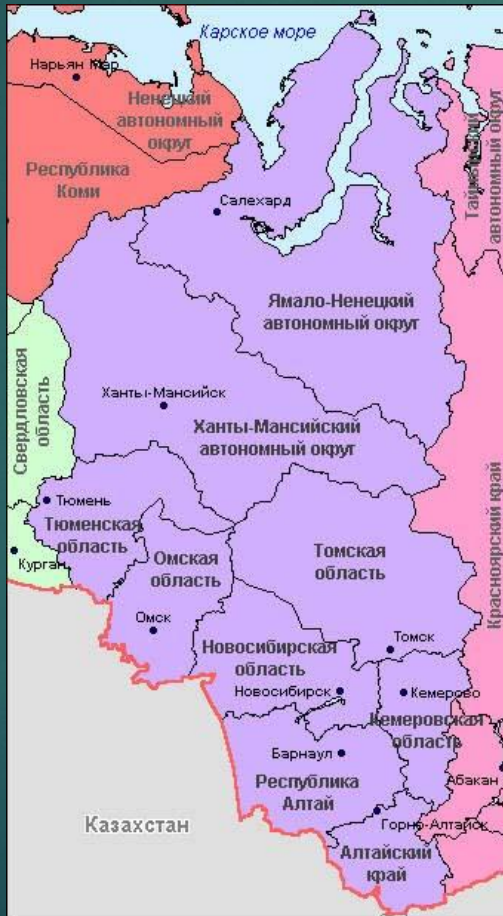 Карское море
Нарьян Мар
Ненецкий
автономный
округ
Республика
Коми
Таймырский
автономный округ
Салехард
Ямало-Ненецкий
автономный округ
Свердловская
область
Ханты-Мансийск
Ханты-Мансийский
автономный округ
Красноярский край
Тюмень
Тюменская
область
Курган
Омская
область
Томская
область
Омск
Томск
Новосибирская
область
Новосибирск
Кемерово
Кемеровская
область
Барнаул
Абакан
Республика
Алтай
Горно-Алтайск
Казахстан
Алтайский
край